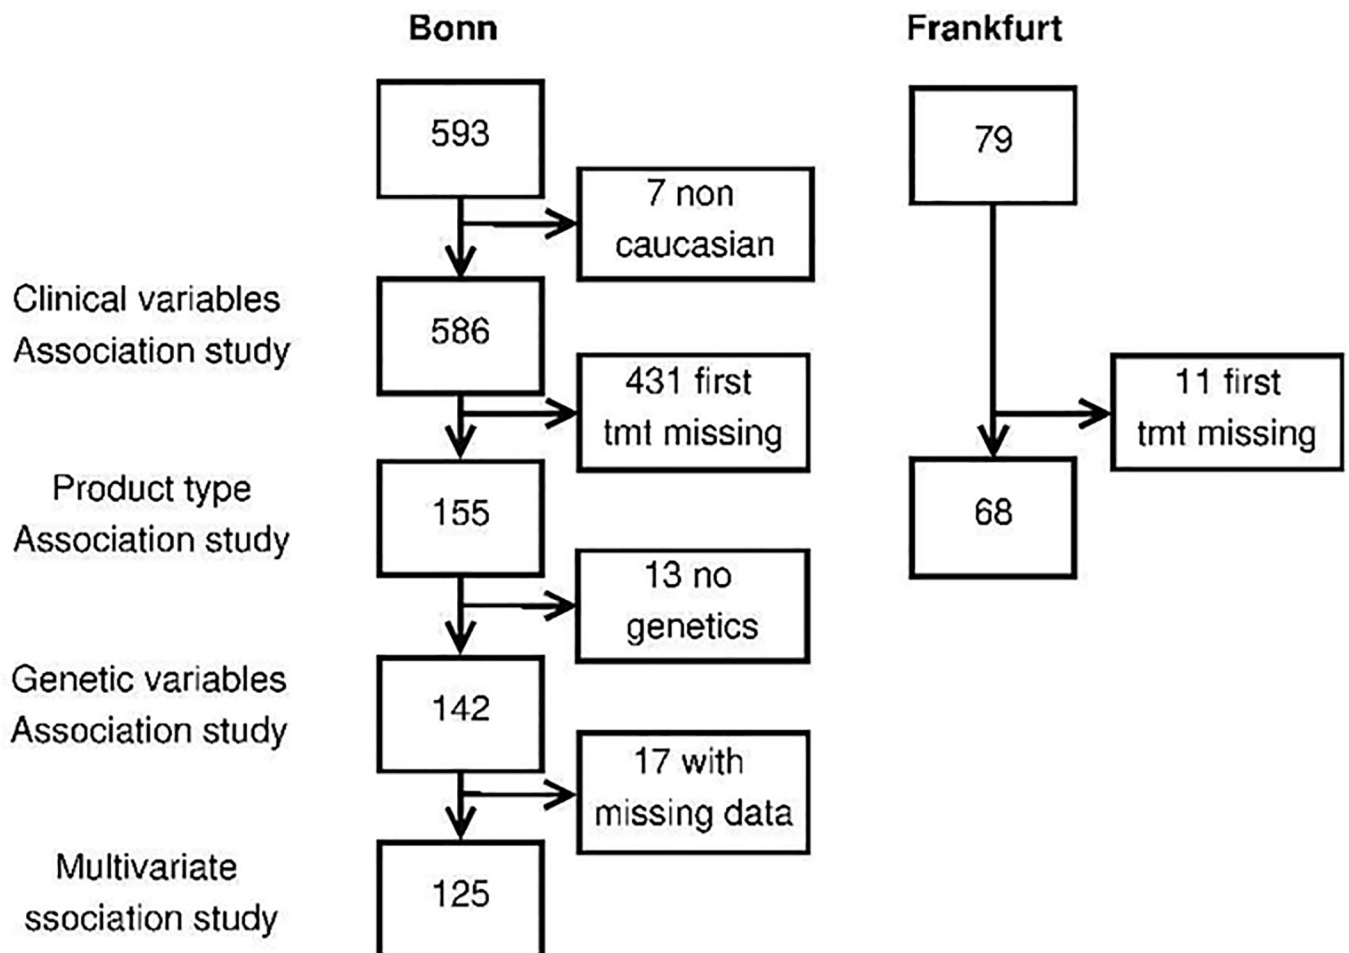 Bonn
Frankfurt
593
79
7 non
caucasian
Clinical variables
Association study
586
431 first
tmt missing
11 first
tmt missing
Product type
Association study
155
68
13 no
genetics
Genetic variables
Association study
142
17 with
missing data
Multivariate
ssociation study
125